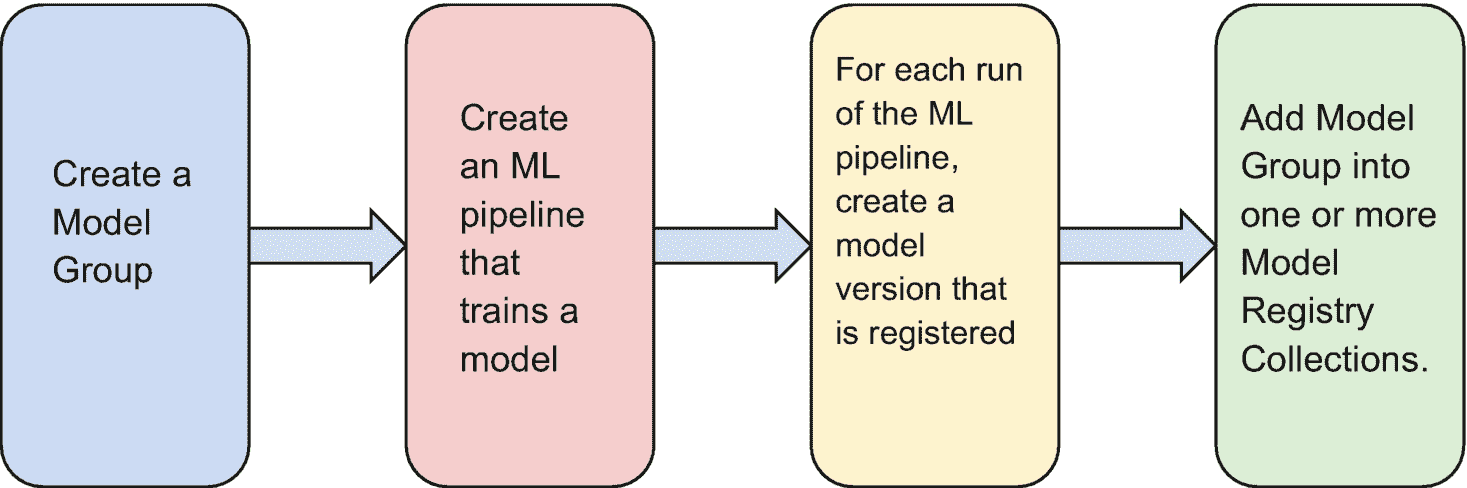 Create a
Model
Group
Create
an ML
pipeline
that
trains a
model
For each run
of the ML
pipeline,
create a
model
version that
is registered
Add Model
Group into
one or more
Model
Registry
Collections.